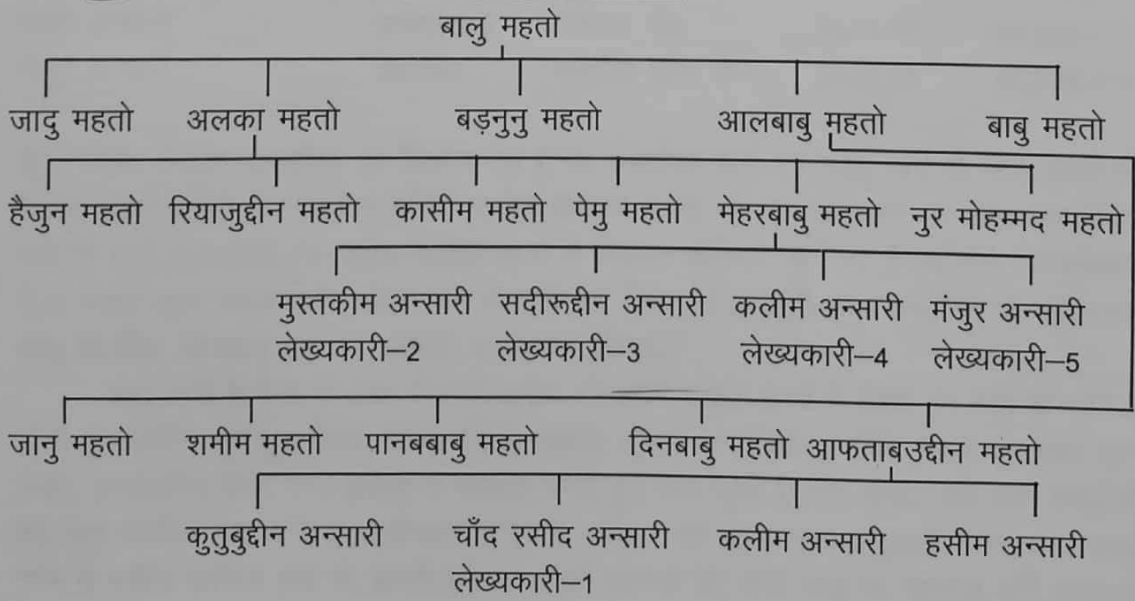 बालु महतो
जादु महतो अलका महतो बड़नुनु महतो आलबाबु महतो बाबु महतो
हैजुन महतो रियाजुद्दीन महतो कासीम महतो पेमु महतो मेहरबाबु महतो नुर मोहम्मद महतो
मुस्तकीम अन्सारी सदीरूद्दीन अन्सारी कलीम अन्सारी मंजुर अन्सारी
लेख्यकारी–2 लेख्यकारी–3 लेख्यकारी–4 लेख्यकारी–5
जानु महतो शमीम महतो पानबबाबु महतो दिनबाबु महतो आफताबउद्दीन महतो
कुतुबुद्दीन अन्सारी चाँद रसीद अन्सारी कलीम अन्सारी हसीम अन्सारी
लेख्यकारी–1